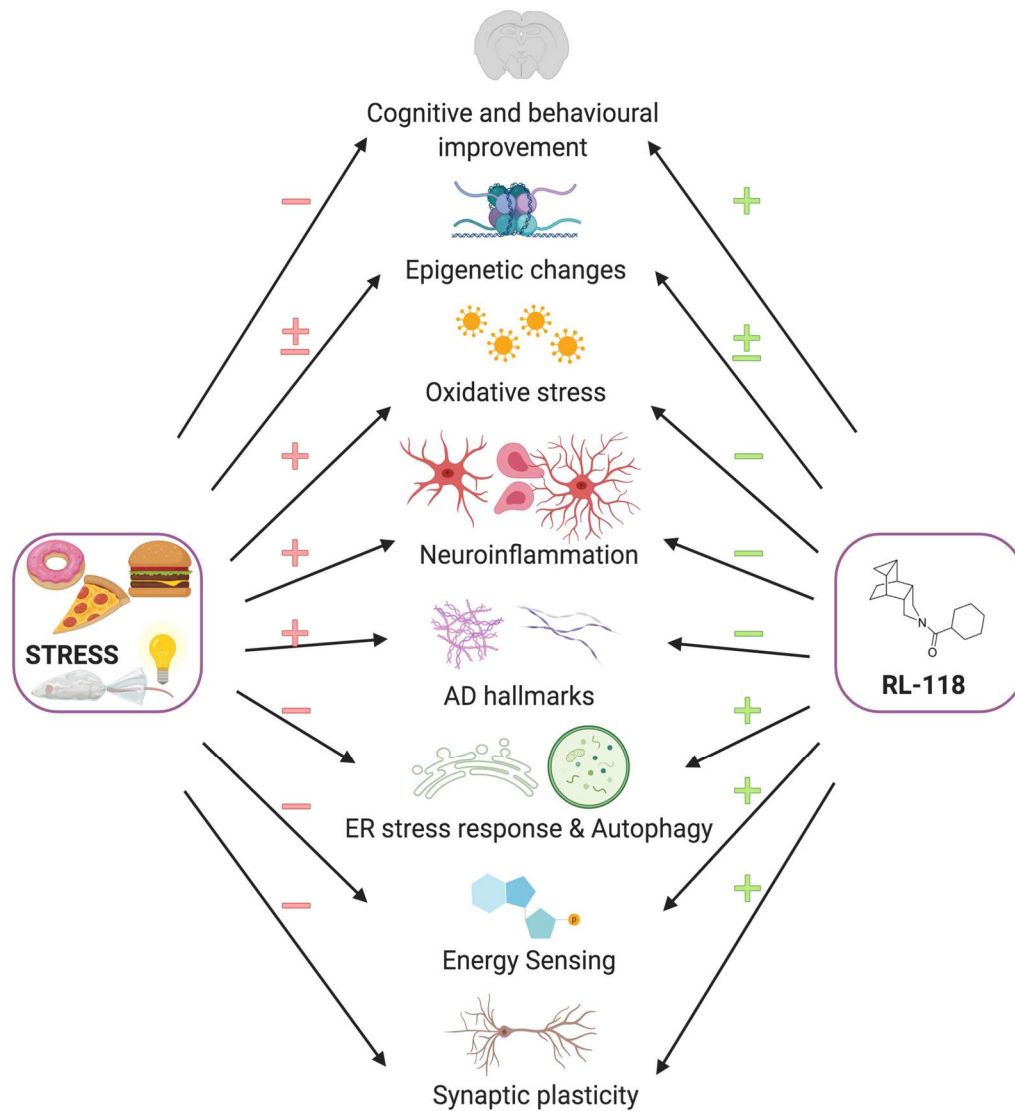 Cognitive and behavioural
improvement
−
+
Epigenetic changes
±
±
Oxidative stress
+
−
Neuroinflammation
+
−
STRESS
+
−
AD hallmarks
N
O
RL-118
−
+
ER stress response & Autophagy
−
+
p
Energy Sensing
−
+
Synaptic plasticity